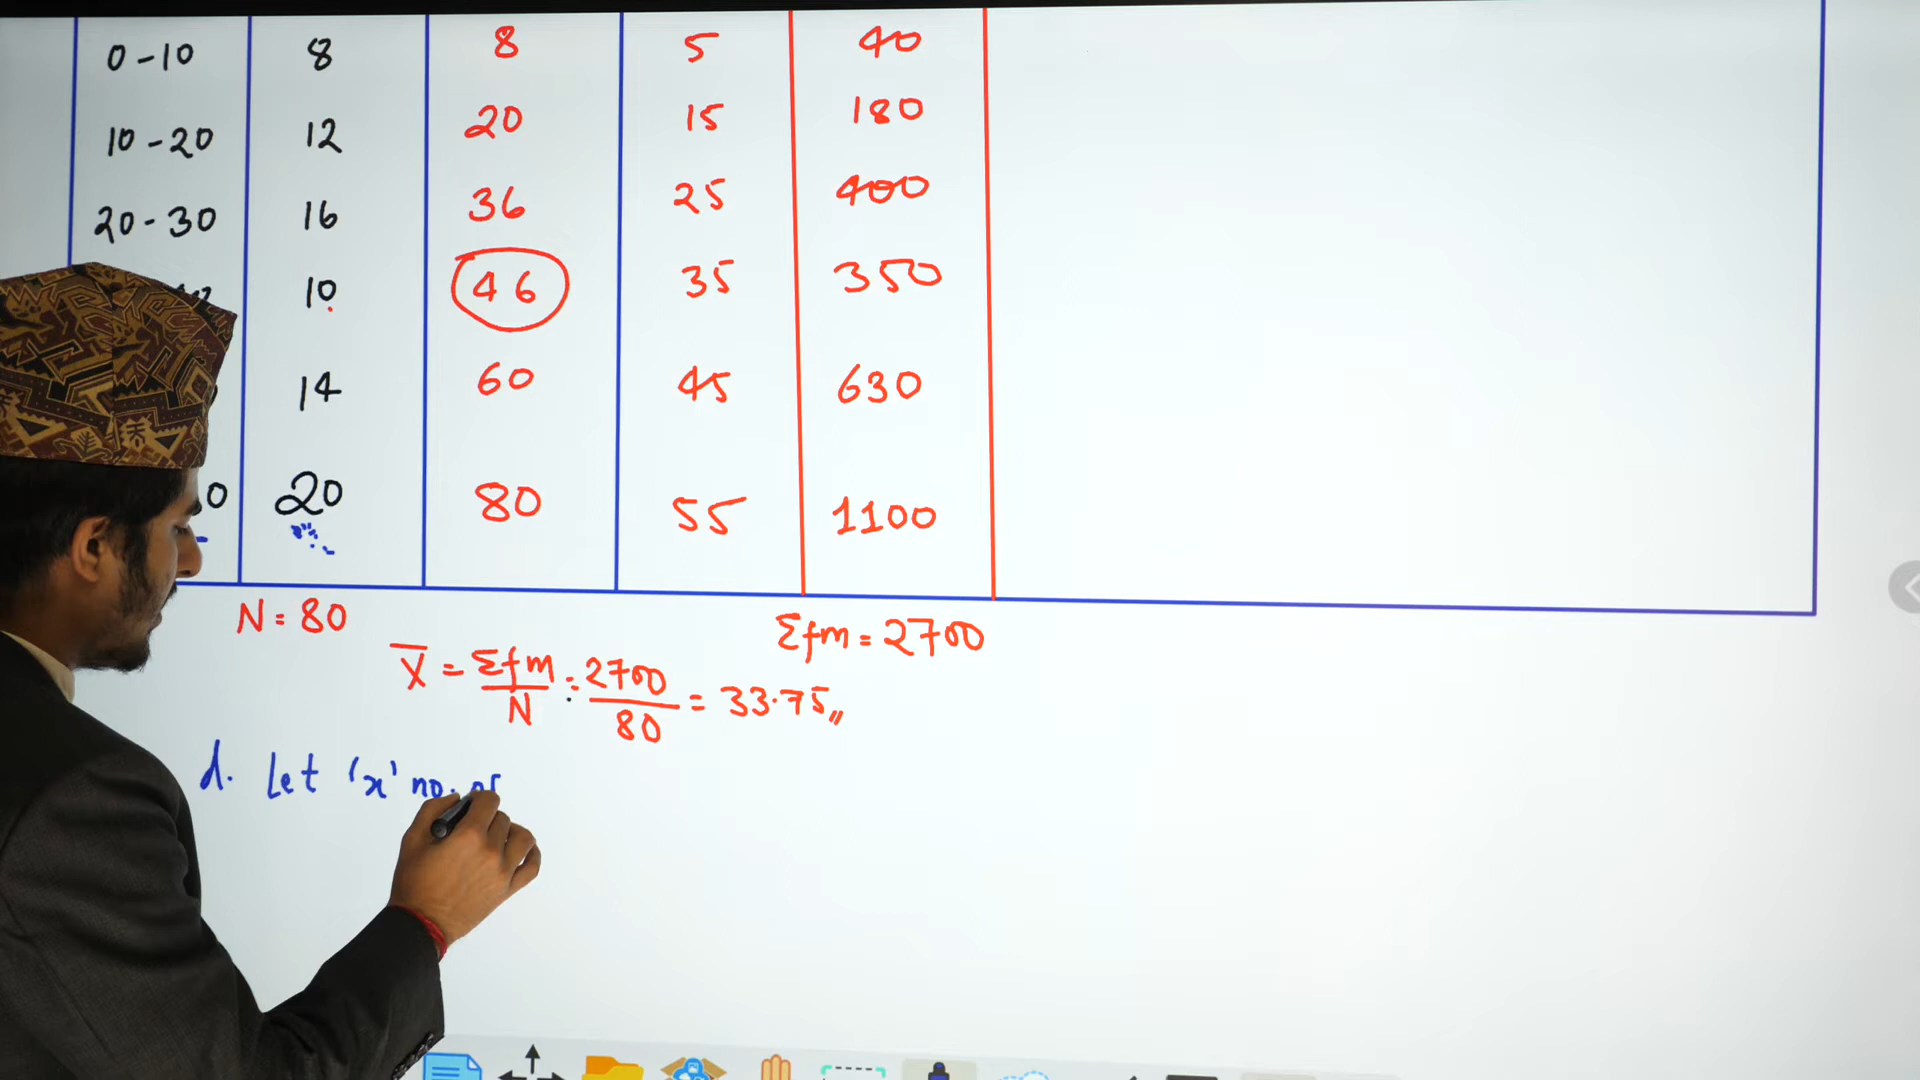 0-10 8 8 5 40
10-20 12 20 15 180
20-30 16 36 25 400
10 46 35 350
14 60 45 630
0 20 80 55 1100
N = 80
Σfm = 2700
X̄ = Σfm/N = 2700/80 = 33.75,,
d. Let 'x' no. of